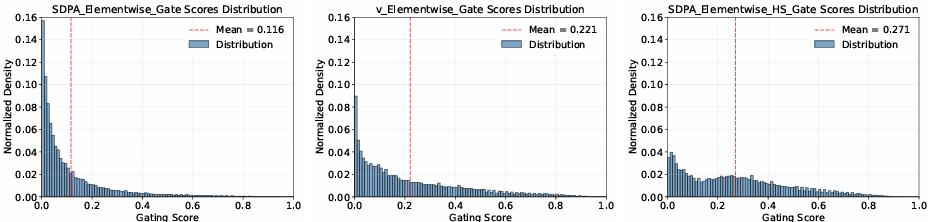 SDPA_Elementwise_Gate Scores Distribution
Normalized Density
0.16
0.14
0.12
0.10
0.08
0.06
0.04
0.02
0.00
Mean = 0.116
Distribution
0.0 0.2 0.4 0.6 0.8 1.0
Gating Score
v_Elementwise_Gate Scores Distribution
Normalized Density
0.16
0.14
0.12
0.10
0.08
0.06
0.04
0.02
0.00
Mean = 0.221
Distribution
0.0 0.2 0.4 0.6 0.8 1.0
Gating Score
SDPA_Elementwise_HS_Gate Scores Distribution
Normalized Density
0.16
0.14
0.12
0.10
0.08
0.06
0.04
0.02
0.00
Mean = 0.271
Distribution
0.0 0.2 0.4 0.6 0.8 1.0
Gating Score